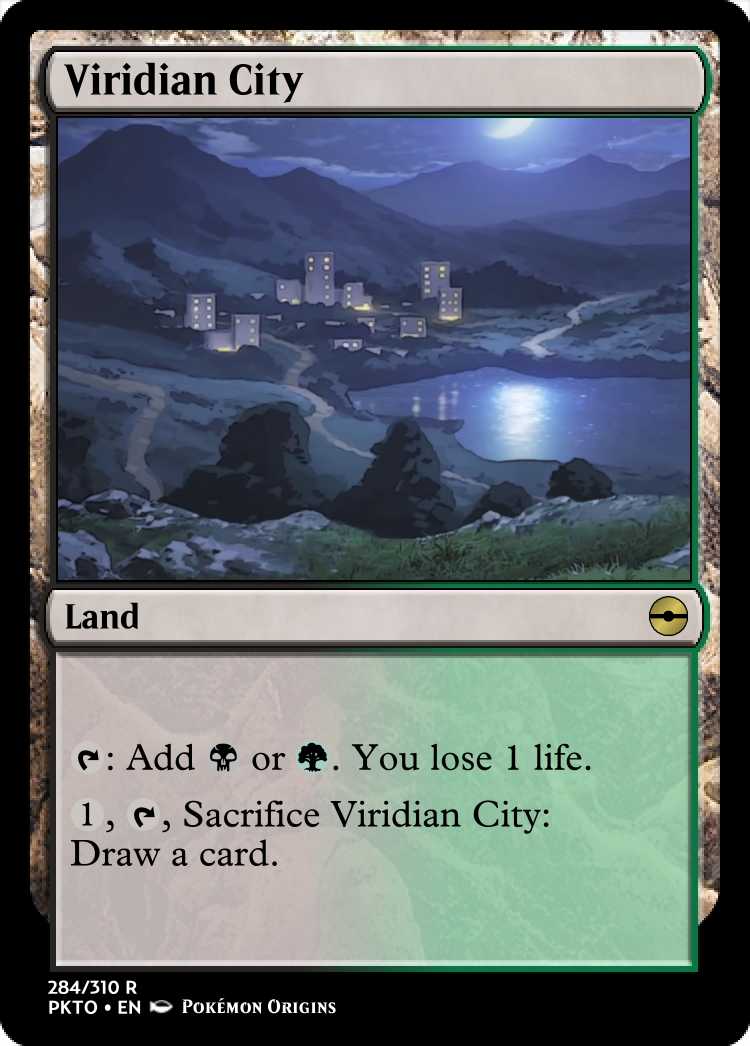 Viridian City
Land
: Add or . You lose 1 life.
1 , , Sacrifice Viridian City:
Draw a card.
284/310 R
PKTO • EN Pokémon Origins